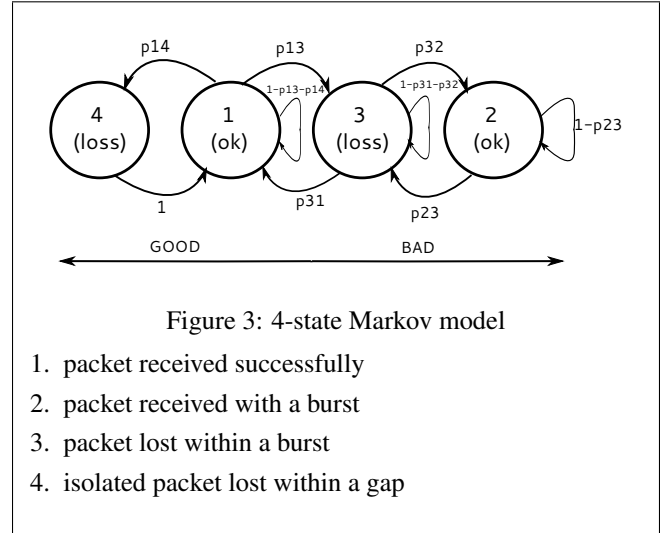 p14
p13
p32
1-p13-p14
1-p31-p32
4
(loss)
1
(ok)
3
(loss)
2
(ok)
1-p23
1
p31
p23
GOOD
BAD
Figure 3: 4-state Markov model
1. packet received successfully
2. packet received with a burst
3. packet lost within a burst
4. isolated packet lost within a gap